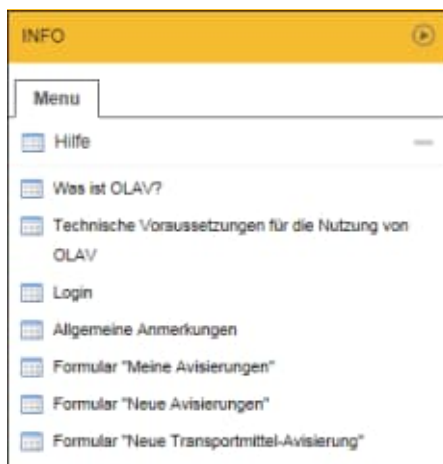 INFO
Menu
Hilfe
Was ist OLAV?
Technische Voraussetzungen für die Nutzung von
OLAV
Login
Allgemeine Anmerkungen
Formular "Meine Avisierungen"
Formular "Neue Avisierungen"
Formular "Neue Transportmittel-Avisierung"